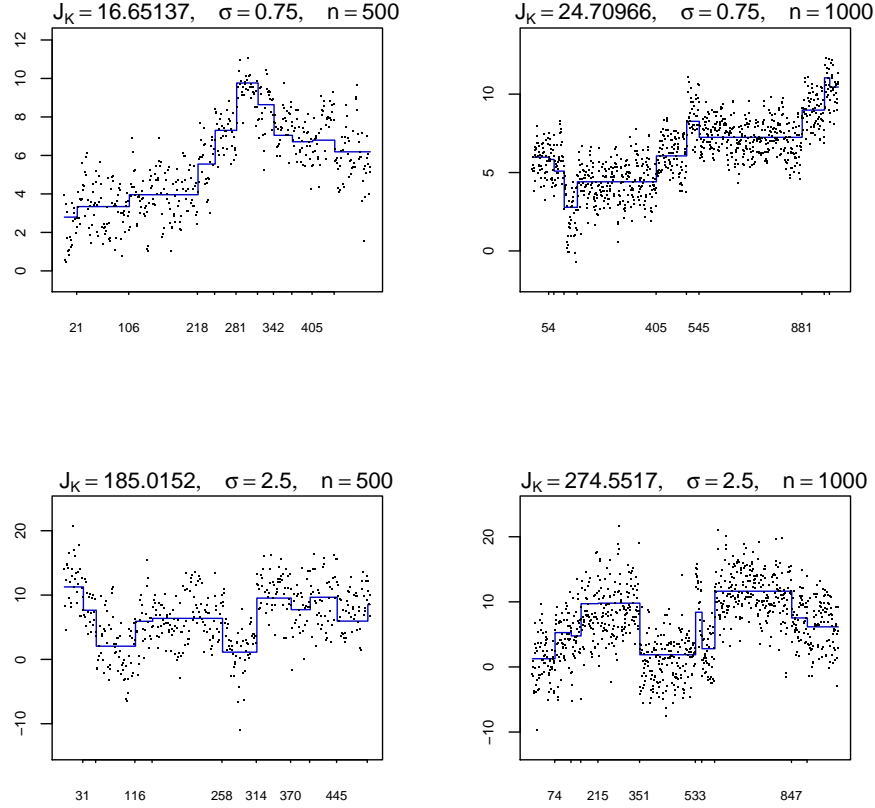 J_K = 16.65137, σ = 0.75, n = 500
12
10
8
6
4
2
0
21 106 218 281 342 405
J_K = 24.70966, σ = 0.75, n = 1000
10
5
0
54 405 545 881
J_K = 185.0152, σ = 2.5, n = 500
20
10
0
−10
31 116 258 314 370 445
J_K = 274.5517, σ = 2.5, n = 1000
20
10
0
−10
74 215 351 533 847